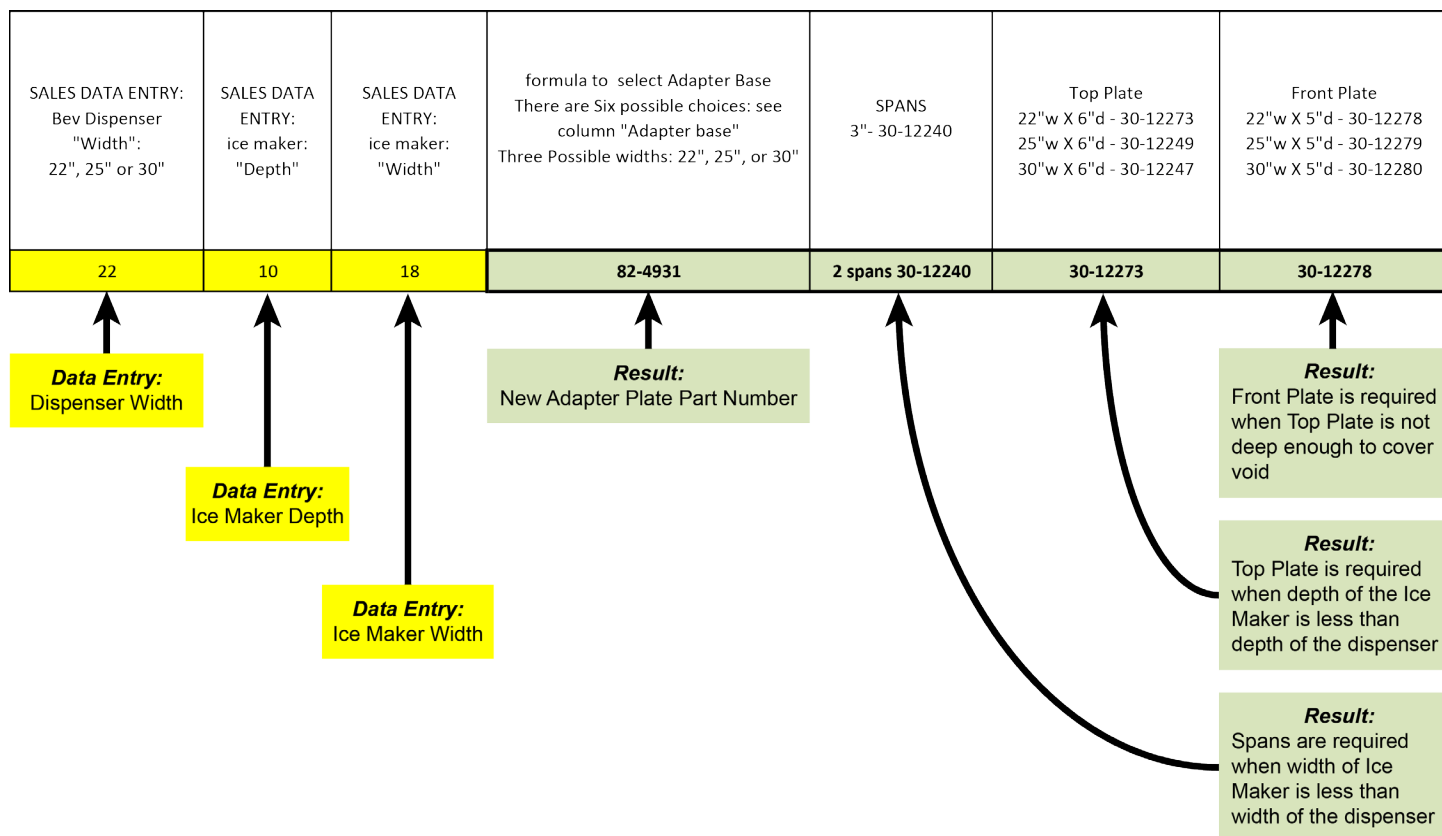 SALES DATA ENTRY:
Bev Dispenser
"Width":
22", 25" or 30"
SALES DATA
ENTRY:
ice maker:
"Depth"
SALES DATA
ENTRY:
ice maker:
"Width"
formula to select Adapter Base
There are Six possible choices: see
column "Adapter base"
Three Possible widths: 22", 25", or 30"
SPANS
3"- 30-12240
Top Plate
22"w X 6"d - 30-12273
25"w X 6"d - 30-12249
30"w X 6"d - 30-12247
Front Plate
22"w X 5"d - 30-12278
25"w X 5"d - 30-12279
30"w X 5"d - 30-12280
22
10
18
82-4931
2 spans 30-12240
30-12273
30-12278
Data Entry:
Dispenser Width
Data Entry:
Ice Maker Depth
Data Entry:
Ice Maker Width
Result:
New Adapter Plate Part Number
Result:
Front Plate is required
when Top Plate is not
deep enough to cover
void
Result:
Top Plate is required
when depth of the Ice
Maker is less than
depth of the dispenser
Result:
Spans are required
when width of Ice
Maker is less than
width of the dispenser